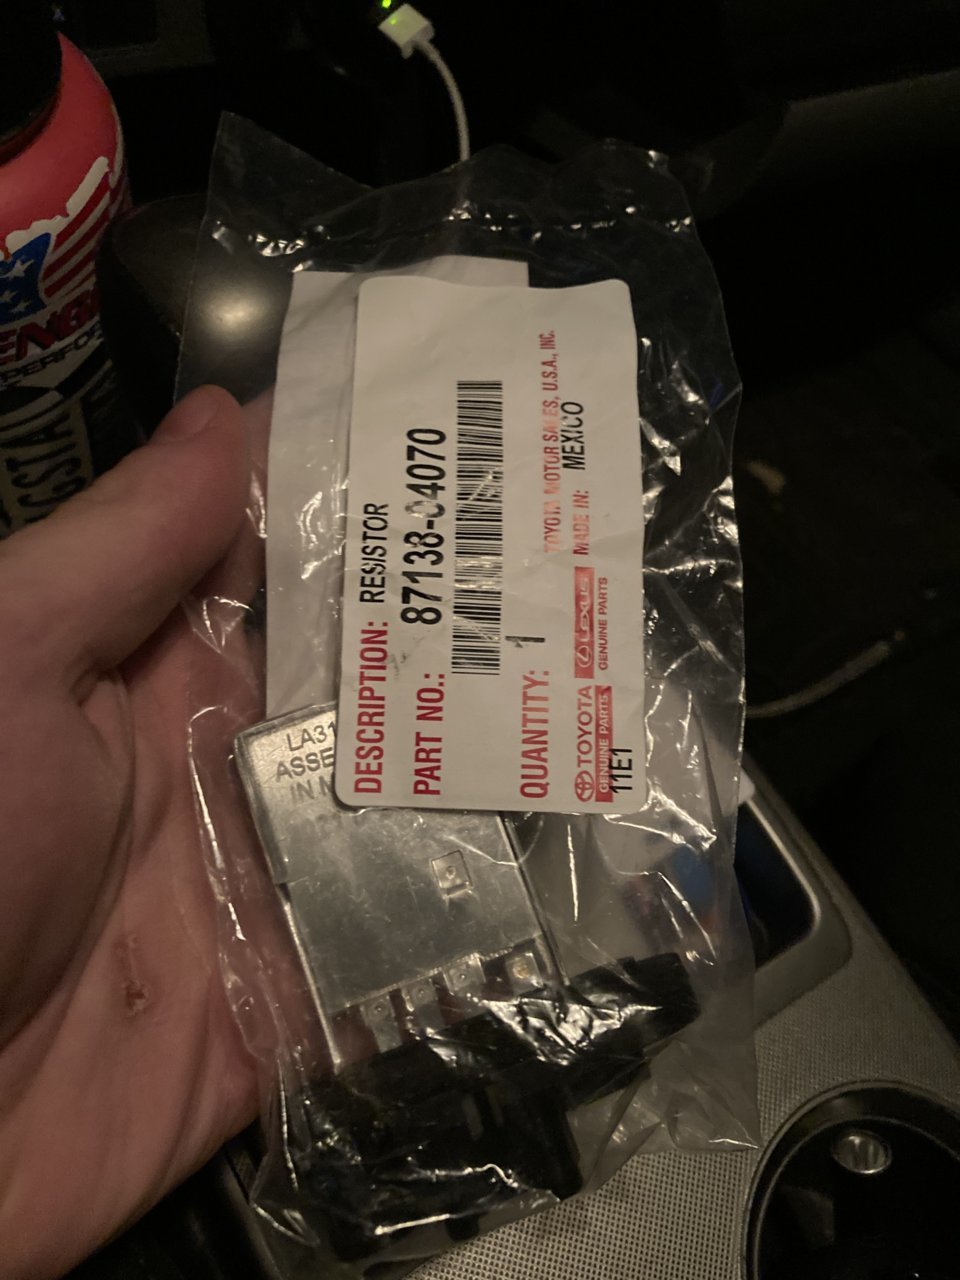 DESCRIPTION: RESISTOR
PART NO.: 87138-04070
QUANTITY: 1
TOYOTA MOTOR SALES, U.S.A., INC.
TOYOTA GENUINE PARTS LEXUS GENUINE PARTS MADE IN: MEXICO
11E1
LA31
ASSE
IN M